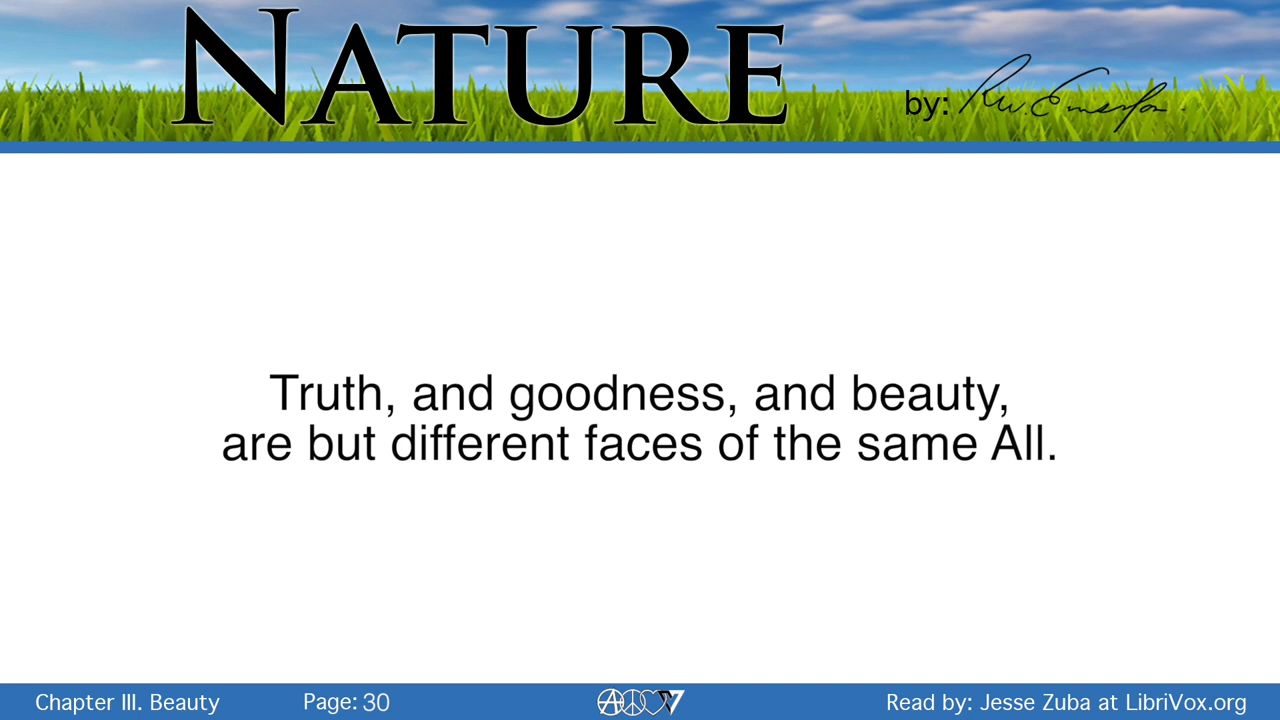 NATURE
by: R.W. Emerson.
Truth, and goodness, and beauty,
are but different faces of the same All.
Chapter III. Beauty
Page: 30
Read by: Jesse Zuba at LibriVox.org